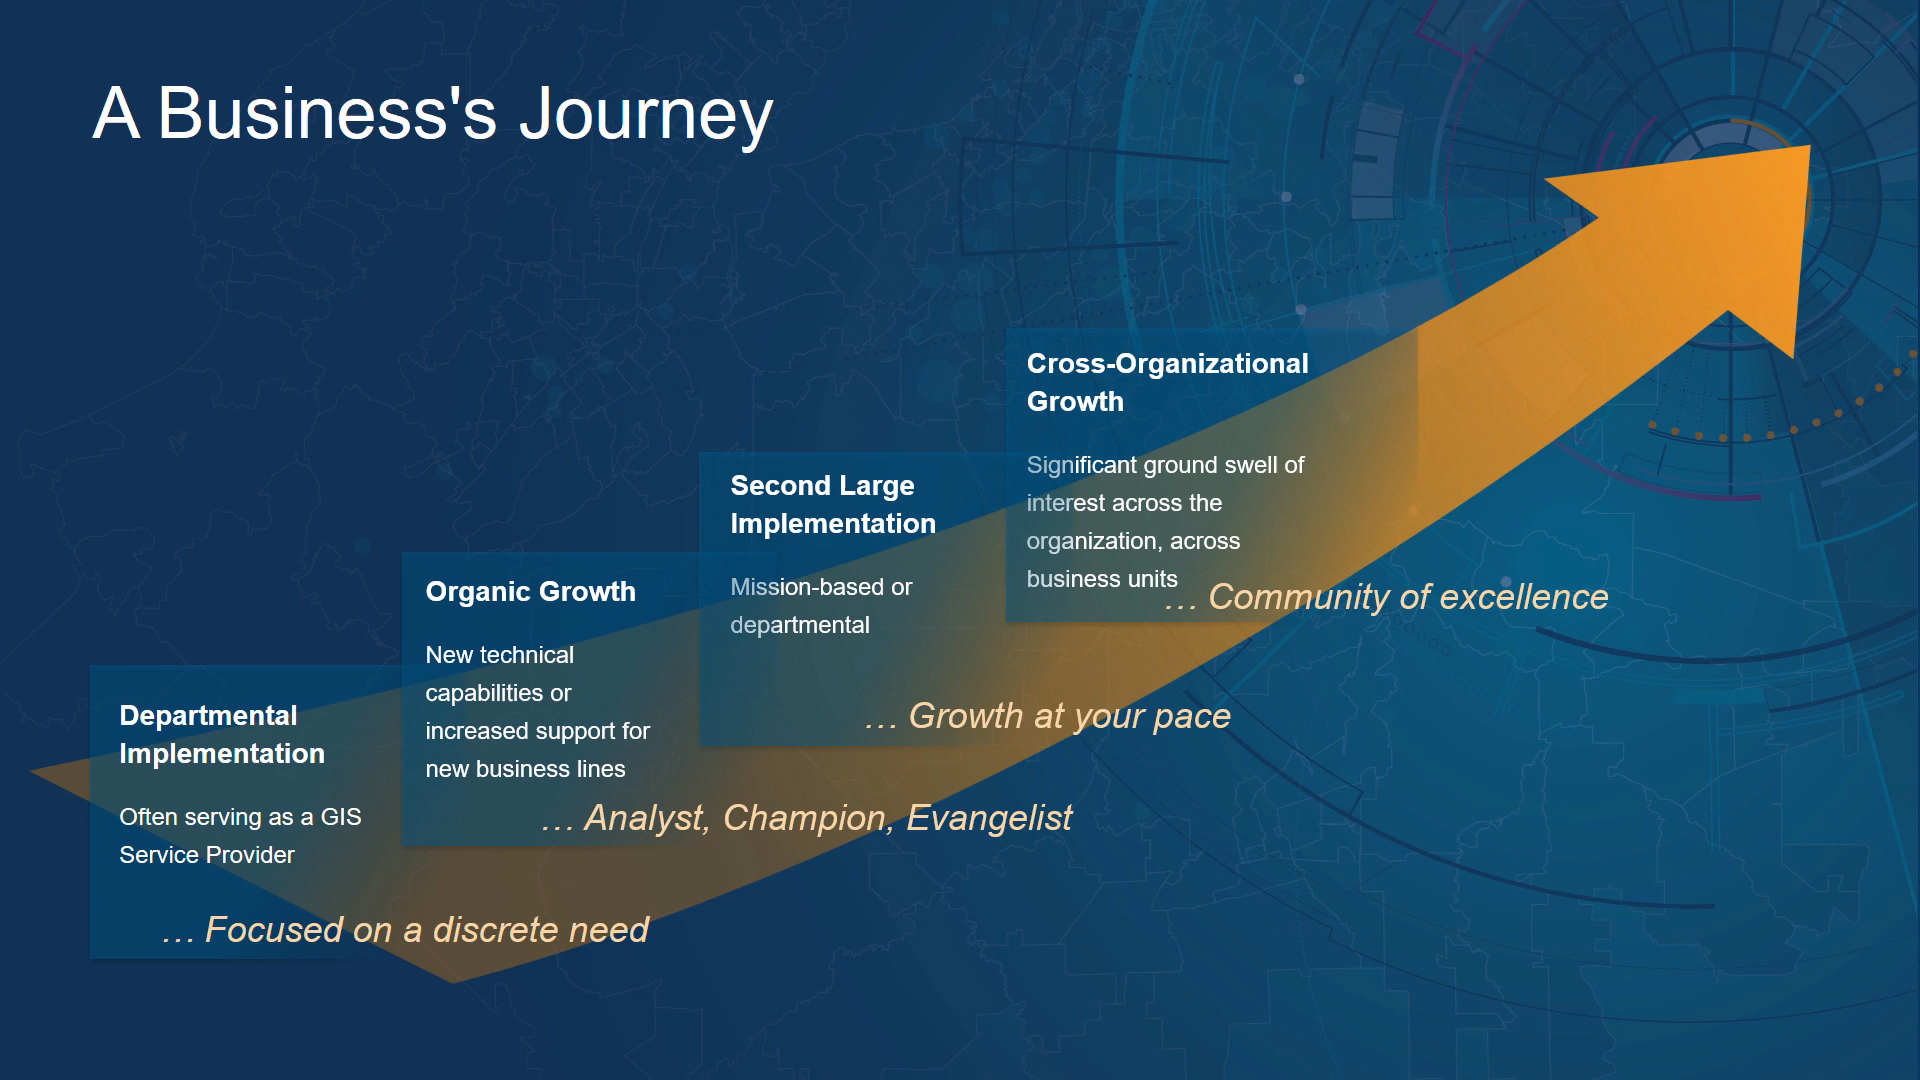 A Business's Journey
Departmental
Implementation
Often serving as a GIS
Service Provider
… Focused on a discrete need
Organic Growth
New technical
capabilities or
increased support for
new business lines
… Analyst, Champion, Evangelist
Second Large
Implementation
Mission-based or
departmental
… Growth at your pace
Cross-Organizational
Growth
Significant ground swell of
interest across the
organization, across
business units
… Community of excellence